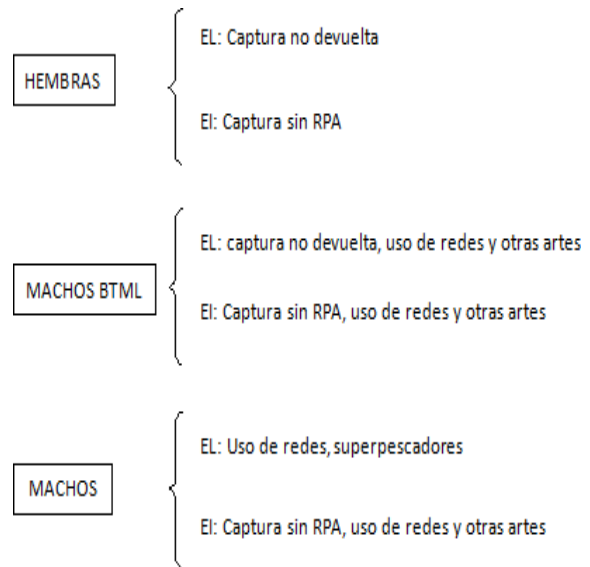 EL: Captura no devuelta
HEMBRAS
EI: Captura sin RPA
EL: captura no devuelta, uso de redes y otras artes
MACHOS BTML
EI: Captura sin RPA, uso de redes y otras artes
EL: Uso de redes, superpescadores
MACHOS
EI: Captura sin RPA, uso de redes y otras artes